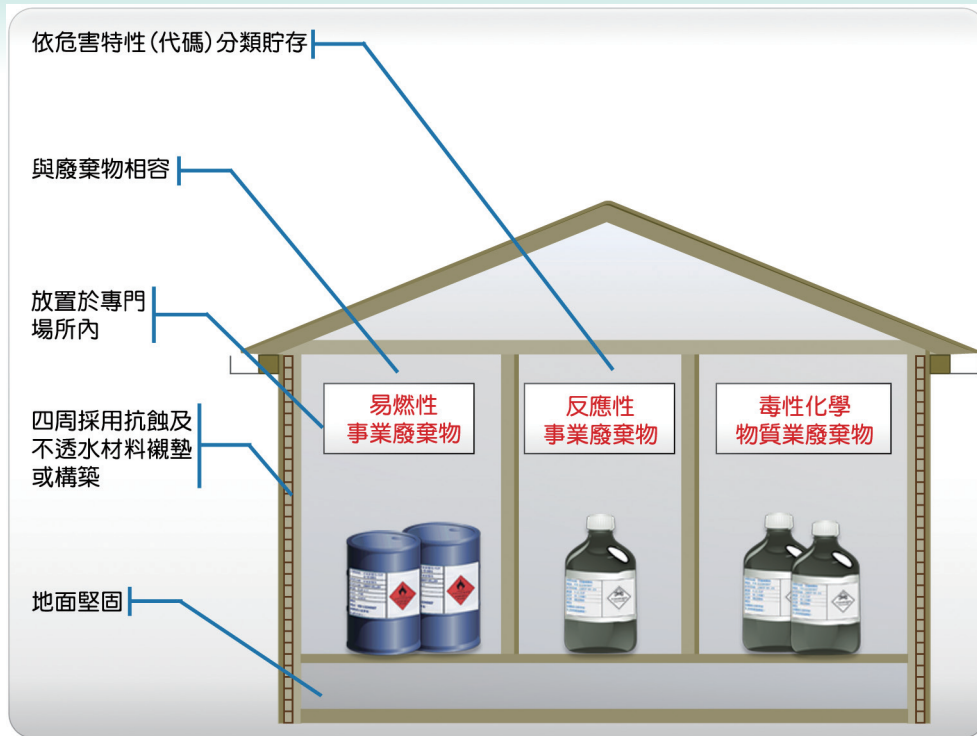 依危害特性(代碼)分類貯存
與廢棄物相容
放置於專門
場所內
四周採用抗蝕及
不透水材料襯墊
或構築
地面堅固
易燃性
事業廢棄物
反應性
事業廢棄物
毒性化學
物質業廢棄物